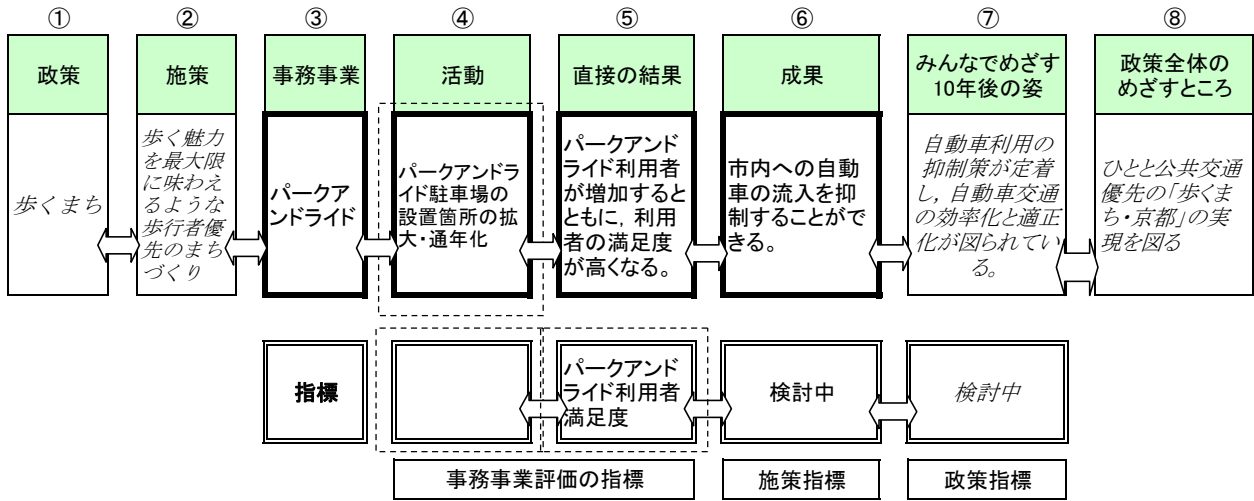 ①
②
③
④
⑤
⑥
⑦
⑧
政策
施策
事務事業
活動
直接の結果
成果
みんなでめざす
10年後の姿
政策全体の
めざすところ
歩くまち
歩く魅力
を最大限
に味わえ
るような
歩行者優
先のまち
づくり
パークア
ンドライド
パークアンドラ
イド駐車場の
設置箇所の拡
大・通年化
パークアンド
ライド利用者
が増加すると
ともに，利用
者の満足度
が高くなる。
市内への自動
車の流入を抑
制することがで
きる。
自動車利用の
抑制策が定着
し，自動車交通
の効率化と適正
化が図られてい
る。
ひとと公共交通
優先の「歩くま
ち・京都」の実
現を図る
指標
パークアンド
ライド利用者
満足度
検討中
検討中
事務事業評価の指標
施策指標
政策指標